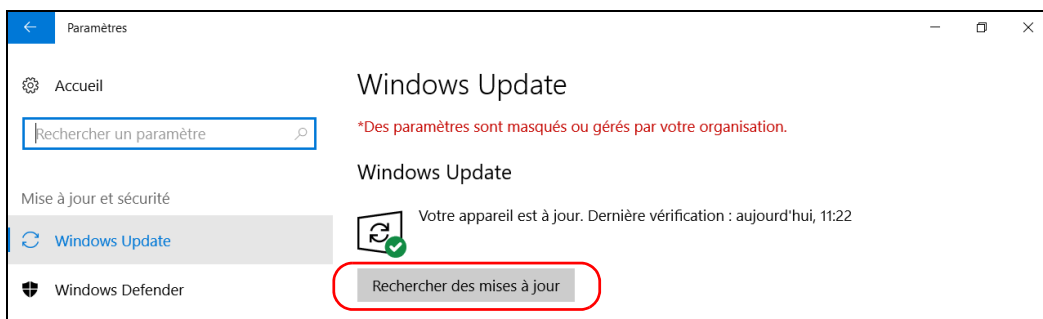 Paramètres
Accueil
Rechercher un paramètre
Mise à jour et sécurité
Windows Update
Windows Defender
Windows Update
*Des paramètres sont masqués ou gérés par votre organisation.
Windows Update
Votre appareil est à jour. Dernière vérification : aujourd'hui, 11:22
Rechercher des mises à jour